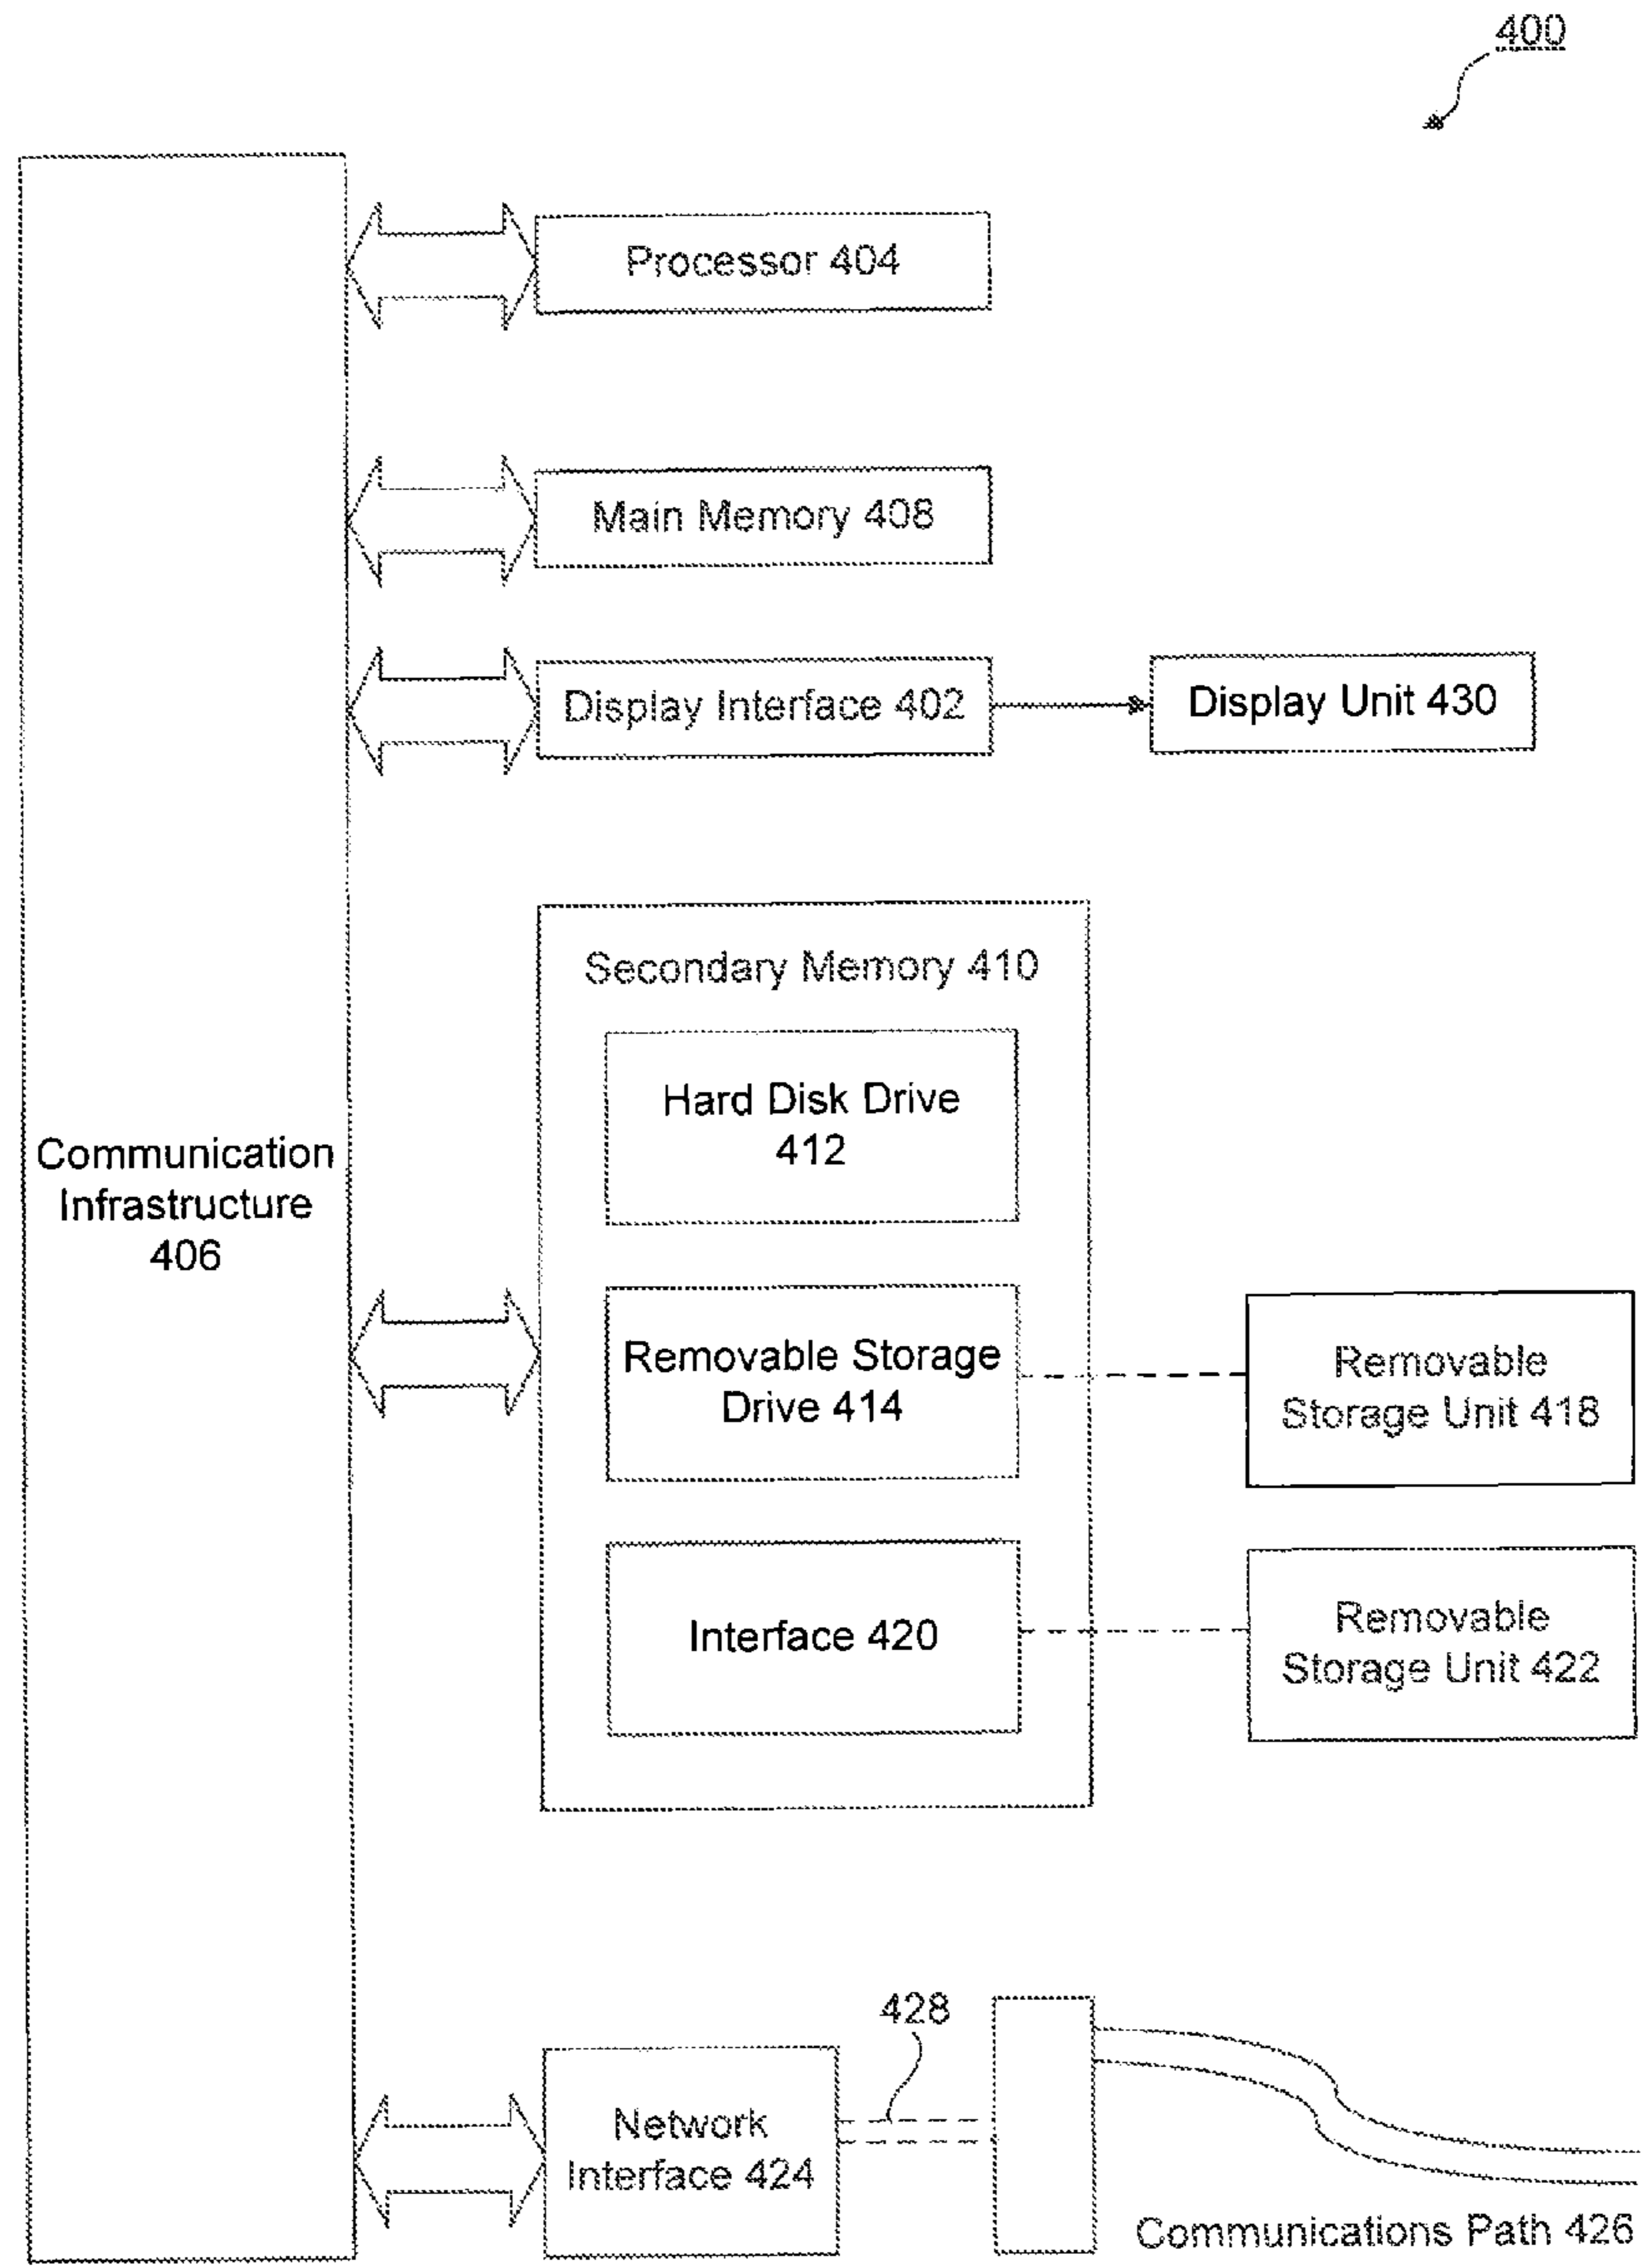 400
Processor 404
Main Memory 408
Display Interface 402
Display Unit 430
Secondary Memory 410
Hard Disk Drive
412
Communication
Infrastructure
406
Removable Storage
Drive 414
Removable
Storage Unit 418
Interface 420
Removable
Storage Unit 422
428
Network
Interface 424
Communications Path 426